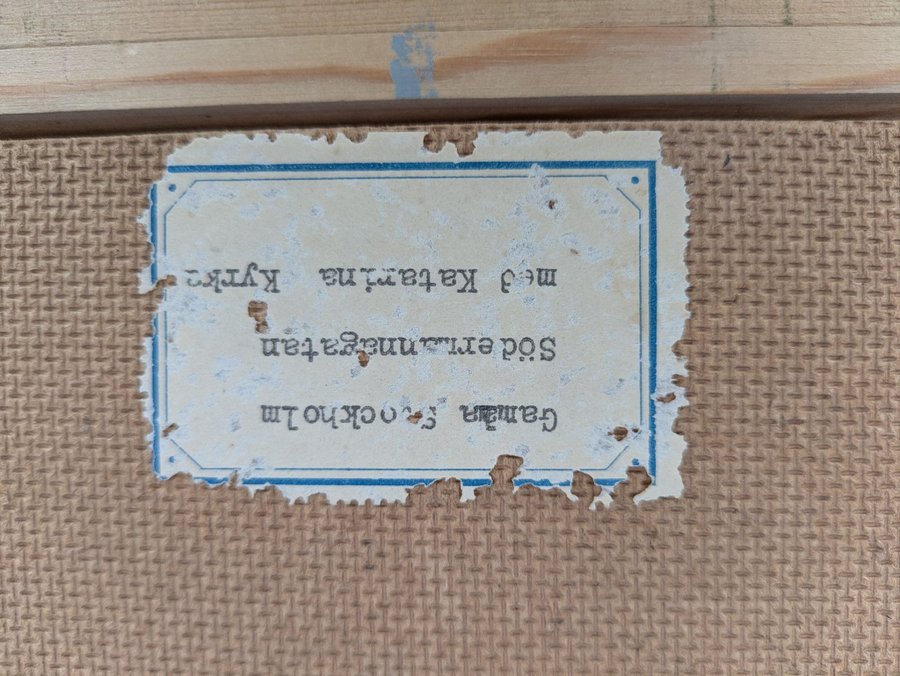 Gamla Stockholm
Södermannagatan
med Katarina Kyrka